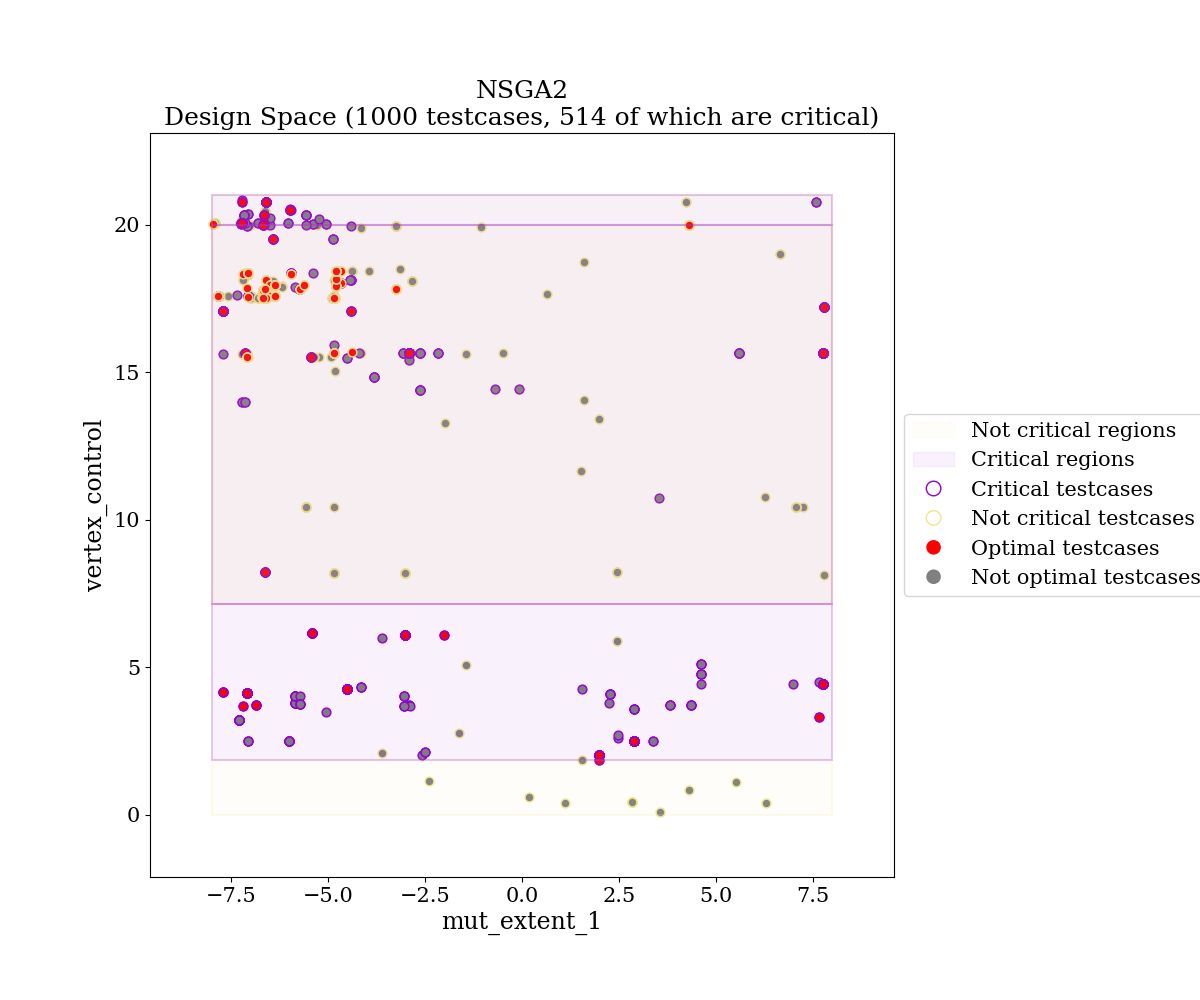 NSGA2
Design Space (1000 testcases, 514 of which are critical)
20
15
10
5
0
vertex_control
−7.5
−5.0
−2.5
0.0
2.5
5.0
7.5
mut_extent_1
Not critical regions
Critical regions
Critical testcases
Not critical testcases
Optimal testcases
Not optimal testcases